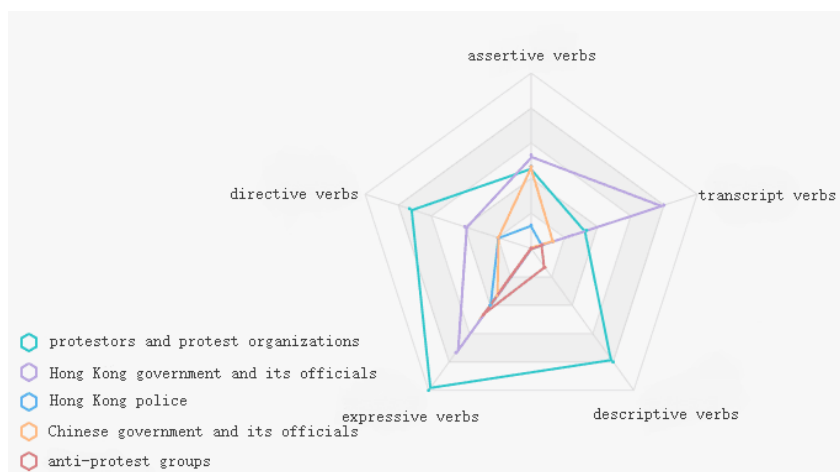 assertive verbs
directive verbs
transcript verbs
protestors and protest organizations
Hong Kong government and its officials
Hong Kong police
expressive verbs
descriptive verbs
Chinese government and its officials
anti-protest groups